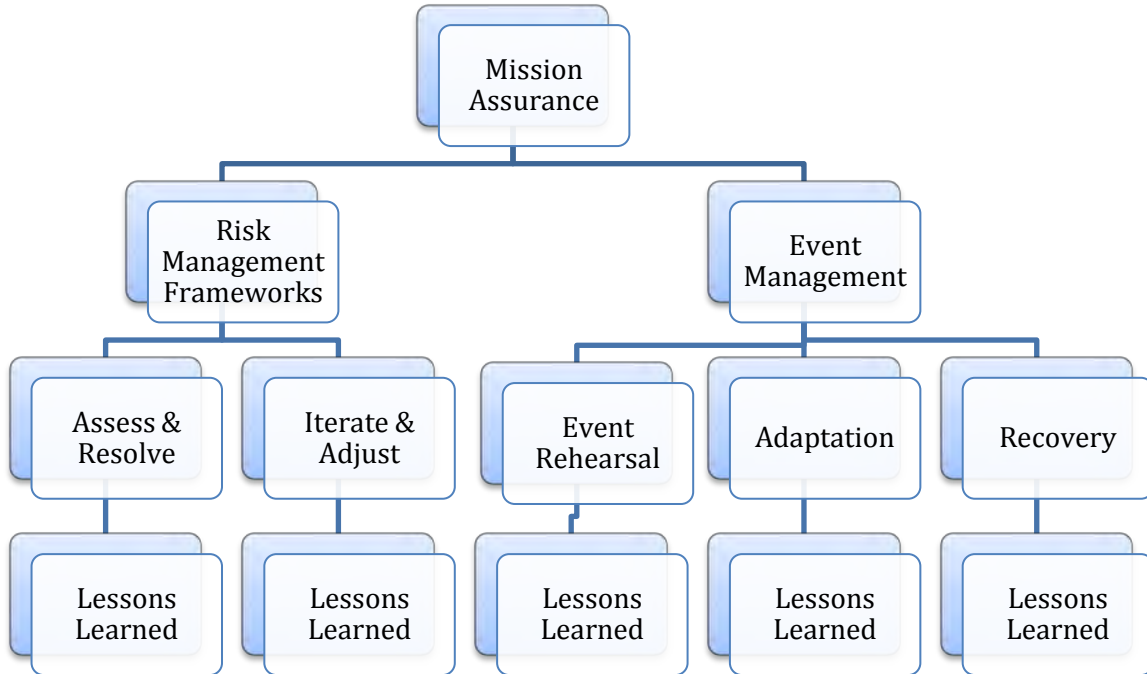 Mission
Assurance
Risk
Management
Frameworks
Event
Management
Assess &
Resolve
Iterate &
Adjust
Event
Rehearsal
Adaptation
Recovery
Lessons
Learned
Lessons
Learned
Lessons
Learned
Lessons
Learned
Lessons
Learned